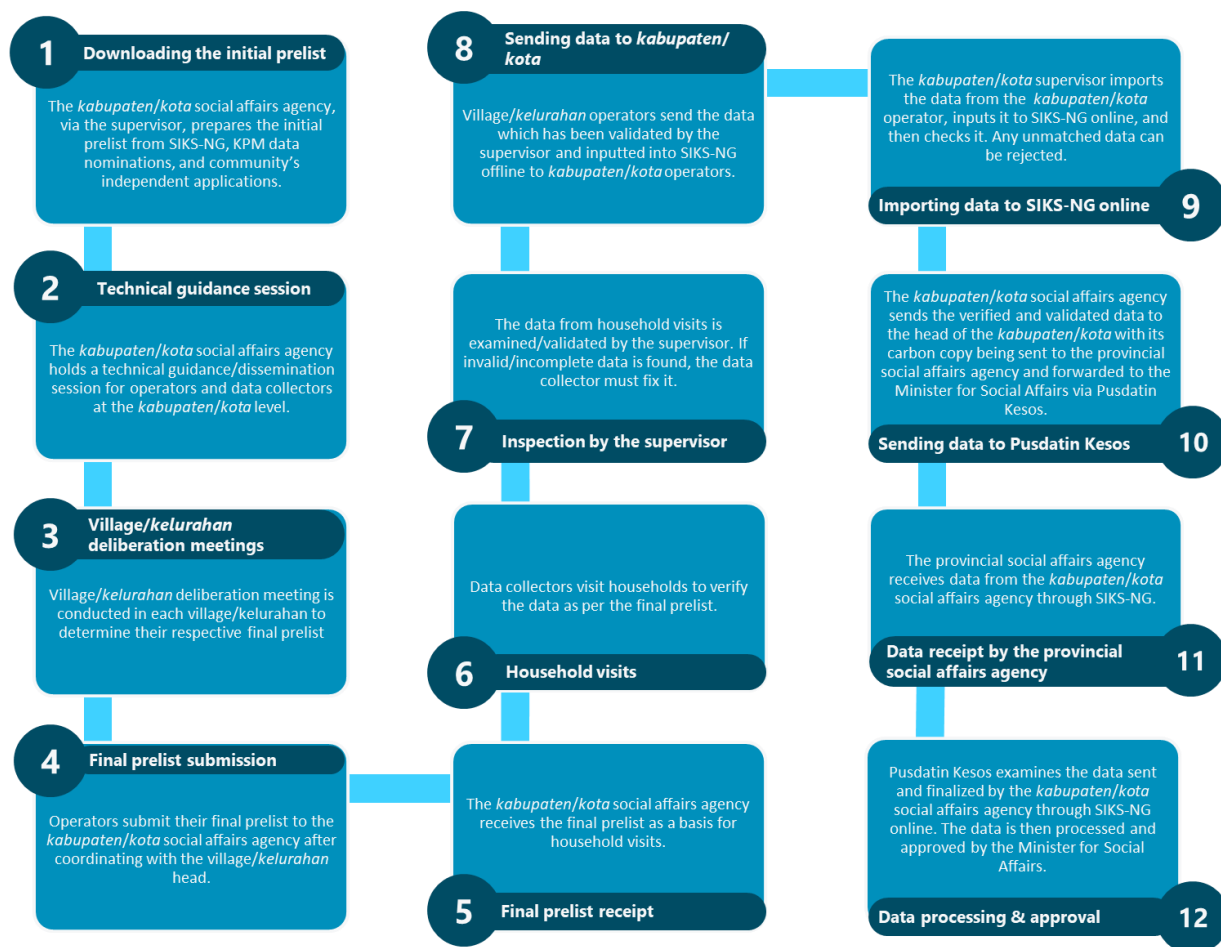 1
Downloading the initial prelist
The kabupaten/kota social affairs agency,
via the supervisor, prepares the initial
prelist from SIKS-NG, KPM data
nominations, and community's
independent applications.
2
Technical guidance session
The kabupaten/kota social affairs agency
holds a technical guidance/dissemination
session for operators and data collectors
at the kabupaten/kota level.
3
Village/kelurahan
deliberation meetings
Village/kelurahan deliberation meeting is
conducted in each village/kelurahan to
determine their respective final prelist
4
Final prelist submission
Operators submit their final prelist to the
kabupaten/kota social affairs agency after
coordinating with the village/kelurahan
head.
The kabupaten/kota social affairs agency
receives the final prelist as a basis for
household visits.
5
Final prelist receipt
Data collectors visit households to verify
the data as per the final prelist.
6
Household visits
The data from household visits is
examined/validated by the supervisor. If
invalid/incomplete data is found, the data
collector must fix it.
7
Inspection by the supervisor
8
Sending data to kabupaten/
kota
Village/kelurahan operators send the data
which has been validated by the
supervisor and inputted into SIKS-NG
offline to kabupaten/kota operators.
The kabupaten/kota supervisor imports
the data from the kabupaten/kota
operator, inputs it to SIKS-NG online, and
then checks it. Any unmatched data can
be rejected.
Importing data to SIKS-NG online
9
The kabupaten/kota social affairs agency
sends the verified and validated data to
the head of the kabupaten/kota with its
carbon copy being sent to the provincial
social affairs agency and forwarded to the
Minister for Social Affairs via Pusdatin
Kesos.
Sending data to Pusdatin Kesos
10
The provincial social affairs agency
receives data from the kabupaten/kota
social affairs agency through SIKS-NG.
Data receipt by the provincial
social affairs agency
11
Pusdatin Kesos examines the data sent
and finalized by the kabupaten/kota
social affairs agency through SIKS-NG
online. The data is then processed and
approved by the Minister for Social
Affairs.
Data processing & approval
12